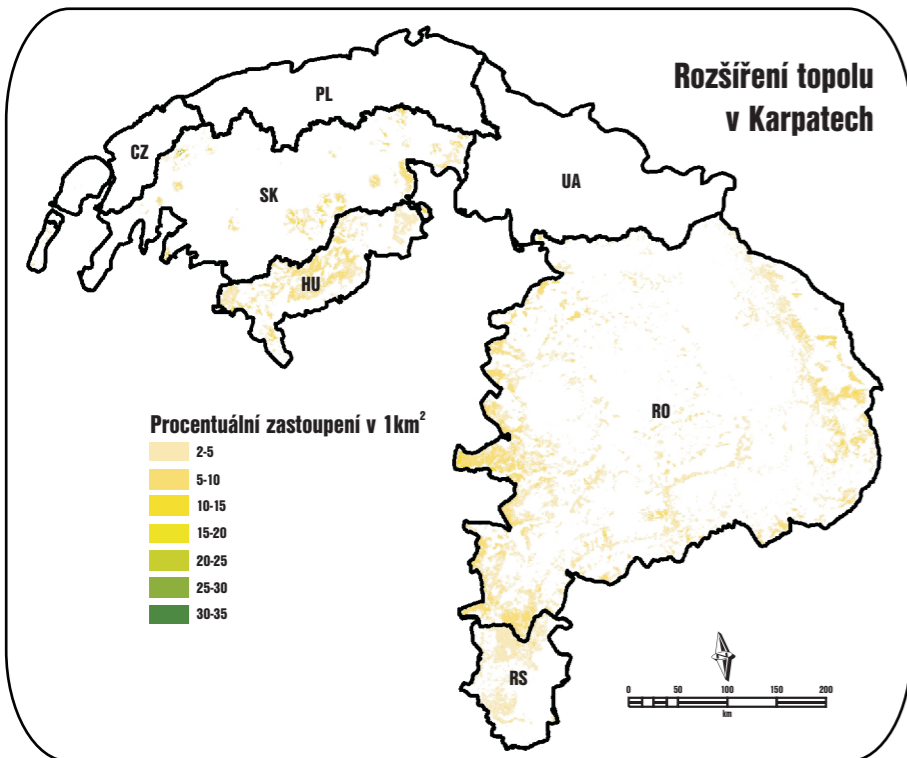 Rozšíření topolu
v Karpatech
PL
CZ
SK
UA
HU
RO
RS
Procentuální zastoupení v 1km²
2-5
5-10
10-15
15-20
20-25
25-30
30-35
0 50 100 150 200
km